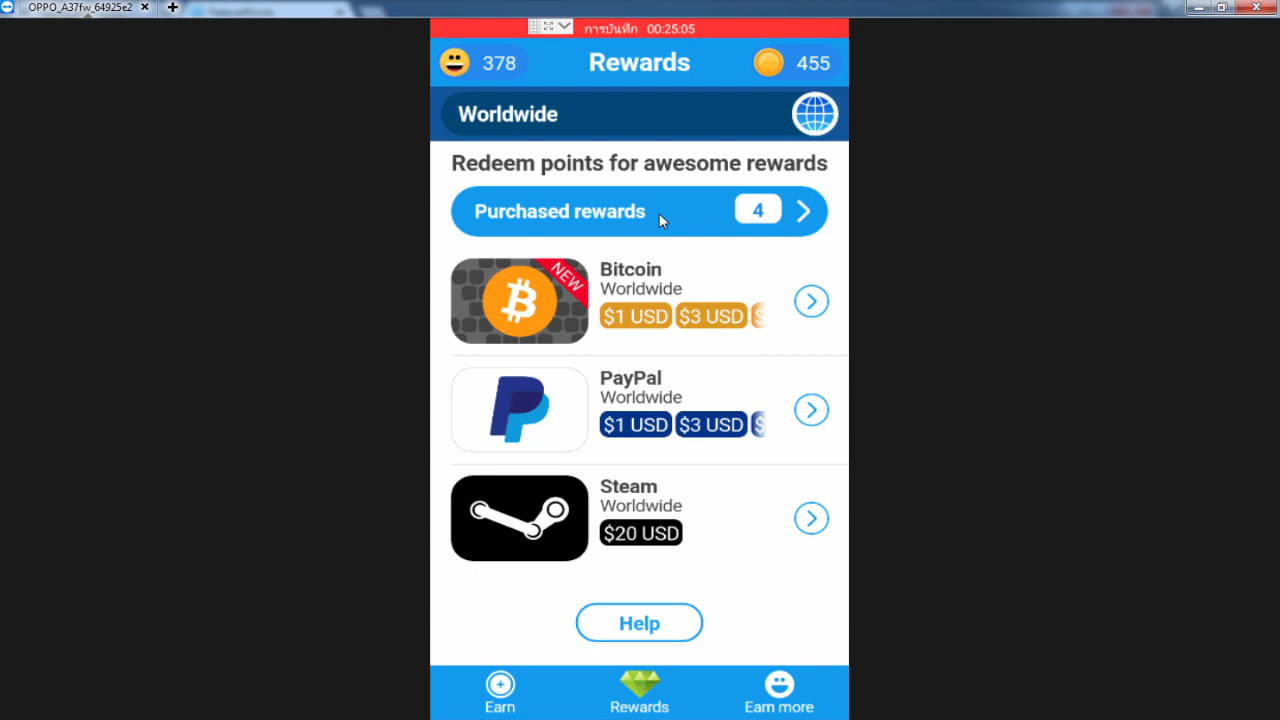 OPPO_A37fw_64925e2
การบันทึก 00:25:05
378 Rewards 455
Worldwide
Redeem points for awesome rewards
Purchased rewards 4
NEW
Bitcoin
Worldwide
$1 USD $3 USD $
PayPal
Worldwide
$1 USD $3 USD $
Steam
Worldwide
$20 USD
Help
Earn Rewards Earn more